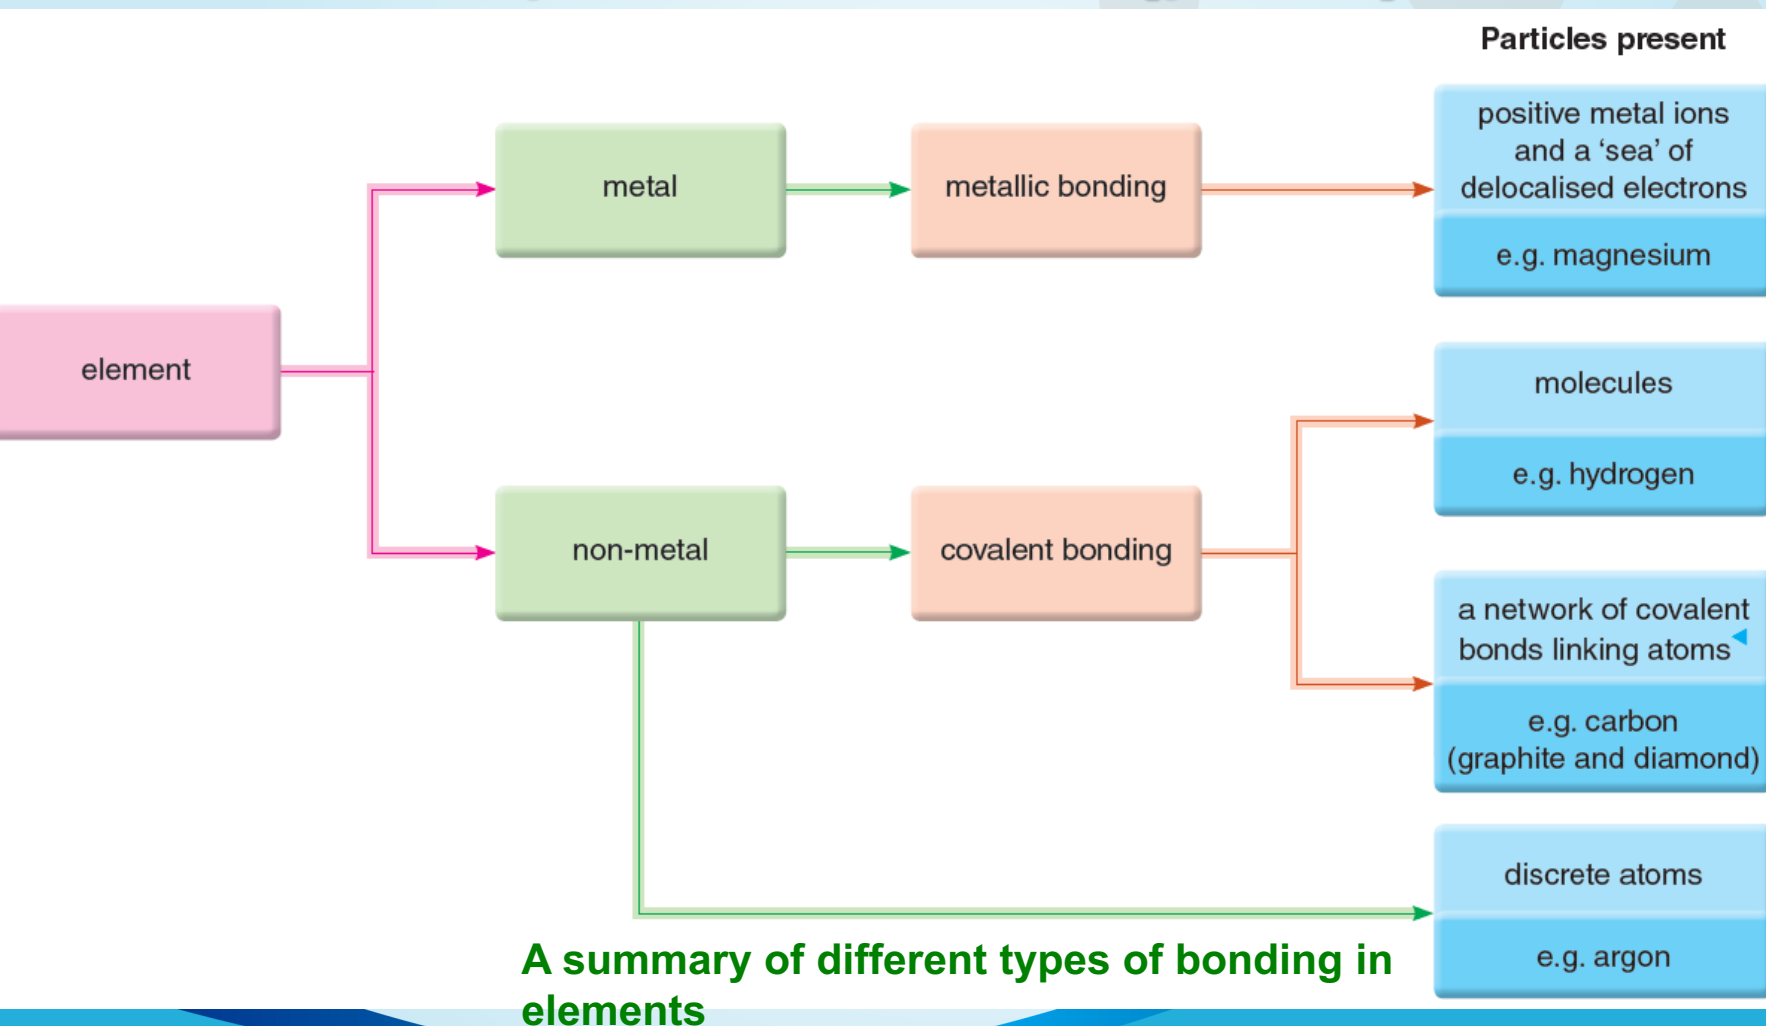 Particles present
positive metal ions
and a ‘sea’ of
delocalised electrons
e.g. magnesium
metal
metallic bonding
element
molecules
e.g. hydrogen
non-metal
covalent bonding
a network of covalent
bonds linking atoms
e.g. carbon
(graphite and diamond)
discrete atoms
e.g. argon
A summary of different types of bonding in
elements